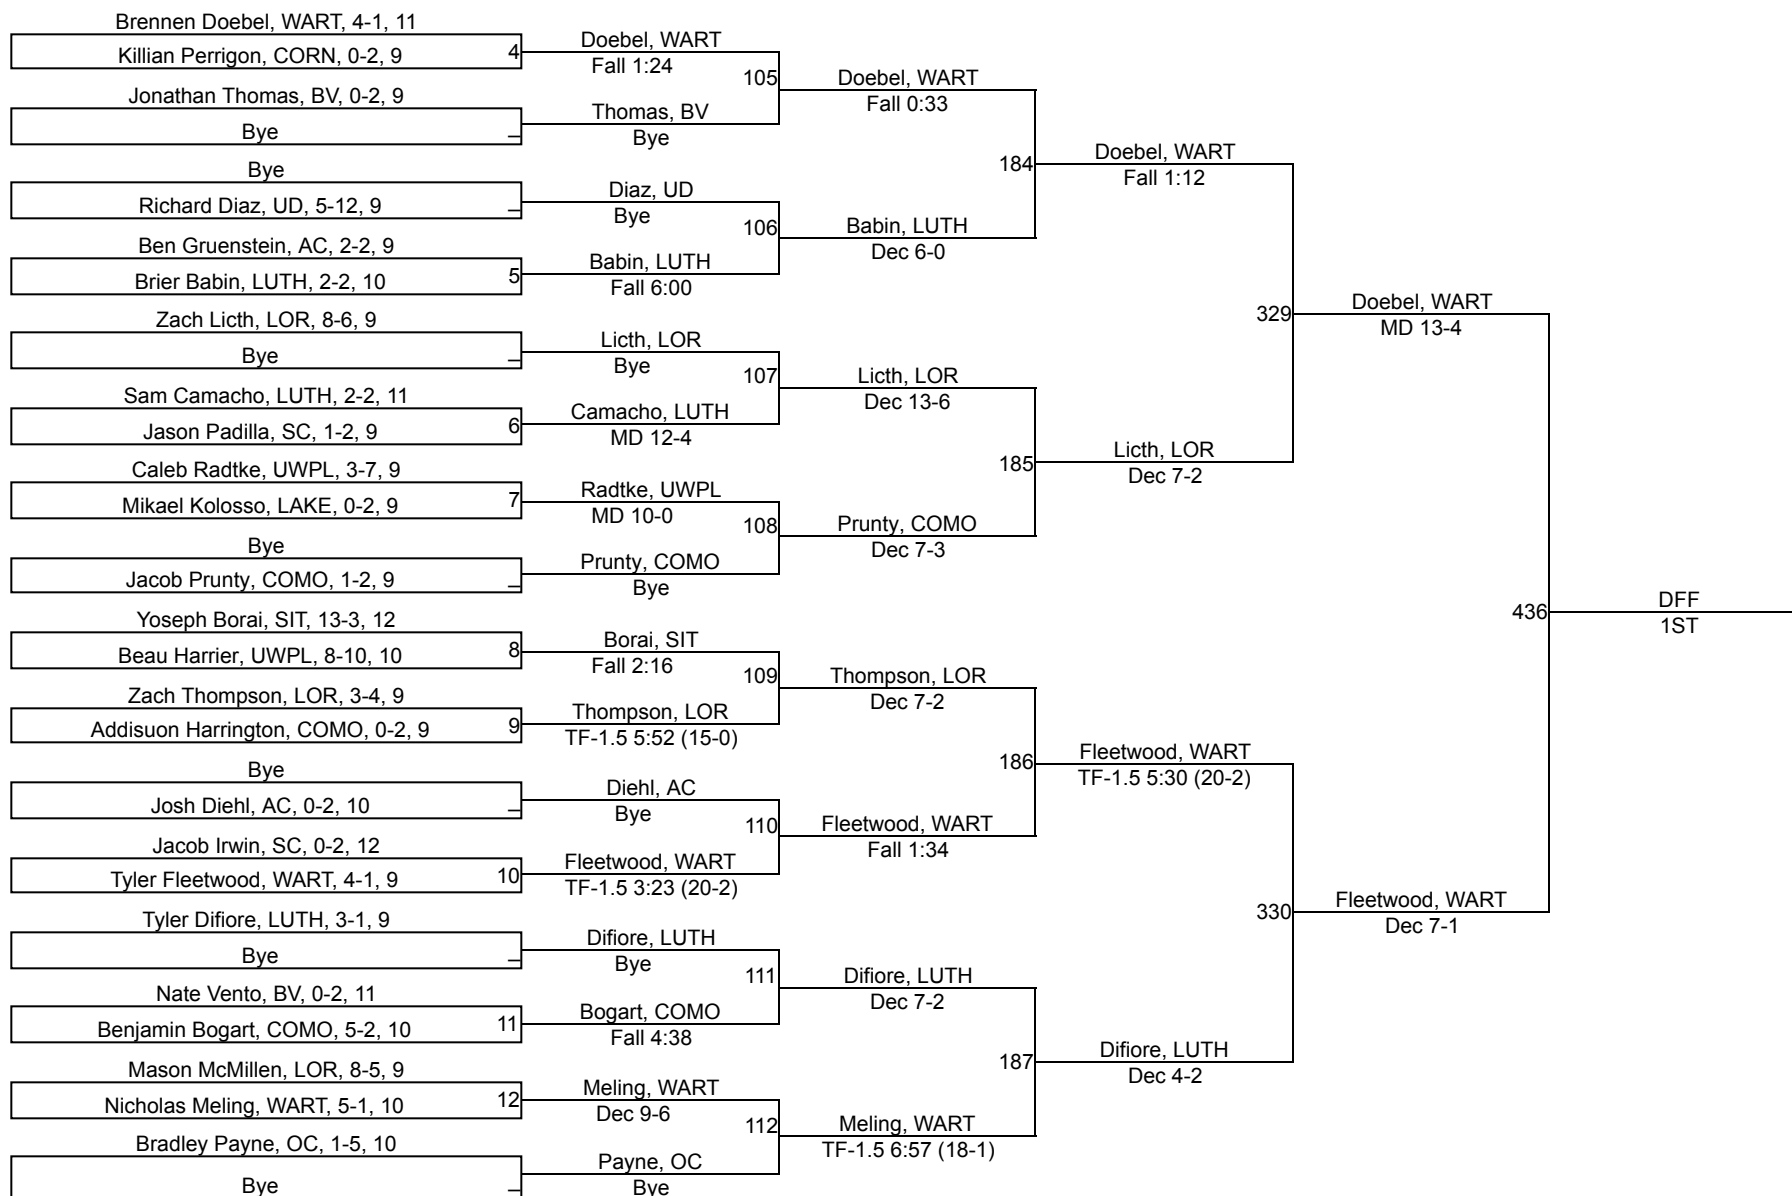 Brennen Doebel, WART, 4-1, 11
Killian Perrigon, CORN, 0-2, 9
4
Jonathan Thomas, BV, 0-2, 9
Bye
_
Bye
Richard Diaz, UD, 5-12, 9
_
Ben Gruenstein, AC, 2-2, 9
Brier Babin, LUTH, 2-2, 10
5
Zach Licth, LOR, 8-6, 9
Bye
_
Sam Camacho, LUTH, 2-2, 11
Jason Padilla, SC, 1-2, 9
6
Caleb Radtke, UWPL, 3-7, 9
Mikael Kolosso, LAKE, 0-2, 9
7
Bye
Jacob Prunty, COMO, 1-2, 9
_
Yoseph Borai, SIT, 13-3, 12
Beau Harrier, UWPL, 8-10, 10
8
Zach Thompson, LOR, 3-4, 9
Addisuon Harrington, COMO, 0-2, 9
9
Bye
Josh Diehl, AC, 0-2, 10
_
Jacob Irwin, SC, 0-2, 12
Tyler Fleetwood, WART, 4-1, 9
10
Tyler Difiore, LUTH, 3-1, 9
Bye
_
Nate Vento, BV, 0-2, 11
Benjamin Bogart, COMO, 5-2, 10
11
Mason McMillen, LOR, 8-5, 9
Nicholas Meling, WART, 5-1, 10
12
Bradley Payne, OC, 1-5, 10
Bye
_
Doebel, WART
Fall 1:24
105
Thomas, BV
Bye
Diaz, UD
Bye
106
Babin, LUTH
Fall 6:00
Licth, LOR
Bye
107
Camacho, LUTH
MD 12-4
Radtke, UWPL
MD 10-0
108
Prunty, COMO
Bye
Borai, SIT
Fall 2:16
109
Thompson, LOR
TF-1.5 5:52 (15-0)
Diehl, AC
Bye
110
Fleetwood, WART
TF-1.5 3:23 (20-2)
Difiore, LUTH
Bye
111
Bogart, COMO
Fall 4:38
Meling, WART
Dec 9-6
112
Payne, OC
Bye
Doebel, WART
Fall 0:33
184
Babin, LUTH
Dec 6-0
Licth, LOR
Dec 13-6
185
Prunty, COMO
Dec 7-3
Thompson, LOR
Dec 7-2
186
Fleetwood, WART
Fall 1:34
Difiore, LUTH
Dec 7-2
187
Meling, WART
TF-1.5 6:57 (18-1)
Doebel, WART
Fall 1:12
329
Licth, LOR
Dec 7-2
Fleetwood, WART
TF-1.5 5:30 (20-2)
330
Difiore, LUTH
Dec 4-2
Doebel, WART
MD 13-4
436
Fleetwood, WART
Dec 7-1
DFF
1ST